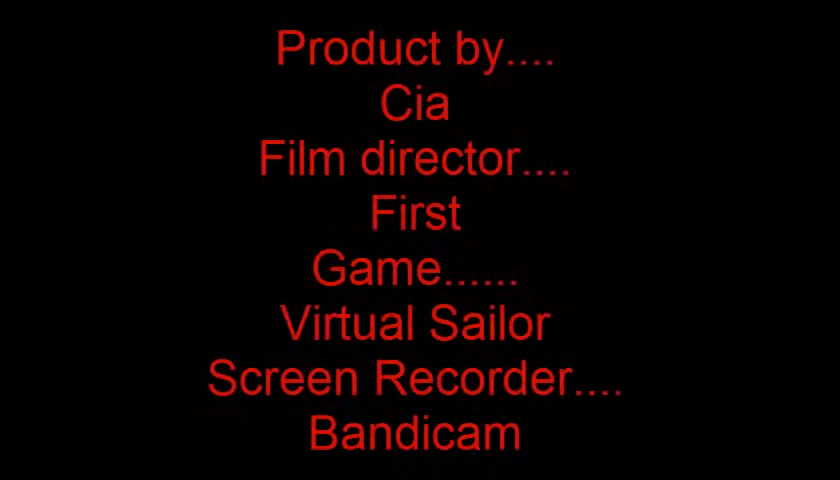 Product by....
Cia
Film director....
First
Game......
Virtual Sailor
Screen Recorder....
Bandicam